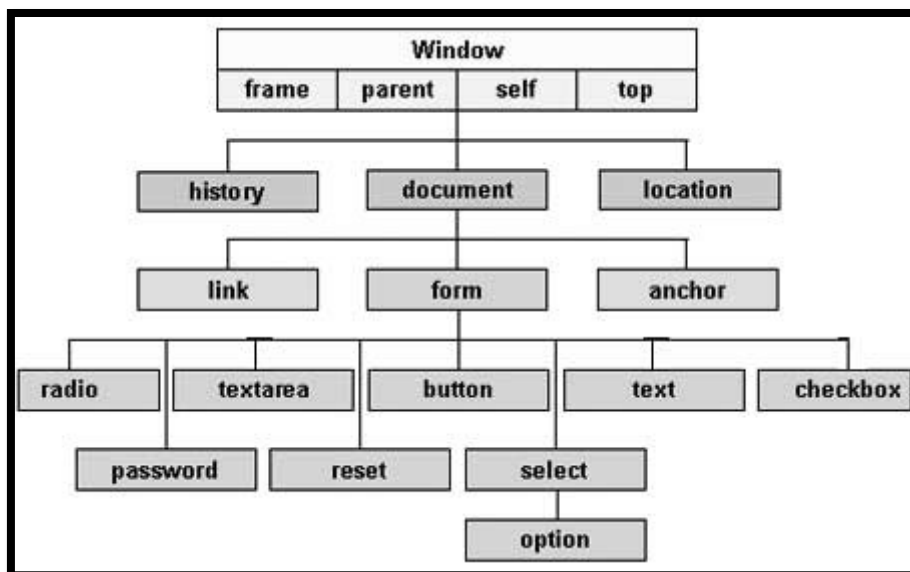 Window
frame parent self top
history document location
link form anchor
radio textarea button text checkbox
password reset select
option